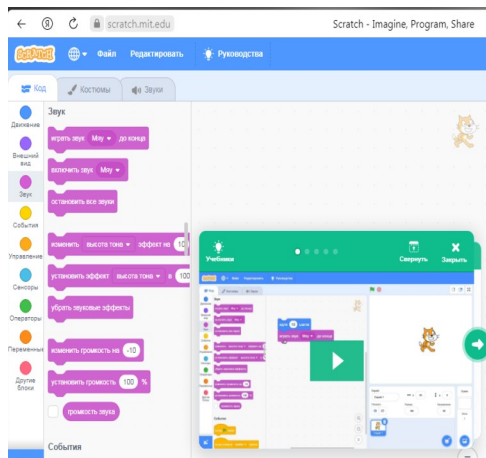 scratch.mit.edu
Scratch - Imagine, Program, Share
SCRATCH
Файл Редактировать Руководства
Код Костюмы Звуки
Движение
Внешний вид
Звук
События
Управление
Сенсоры
Операторы
Переменные
Другие блоки
Звук
играть звук Мяу до конца
включить звук Мяу
остановить все звуки
изменить высота тона эффект на 10
установить эффект высота тона в 100
убрать звуковые эффекты
изменить громкость на -10
установить громкость 100 %
громкость звука
События
Учебники
Свернуть Закрыть